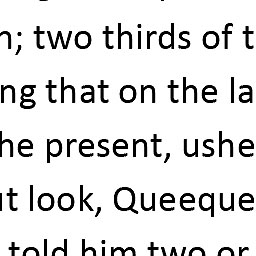 n; two thirds of t
ng that on the la
he present, ushe
ut look, Queeque
told him two or